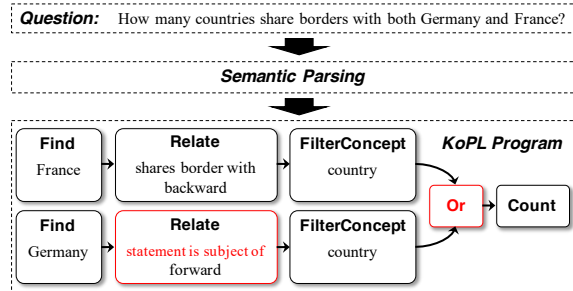 Question: How many countries share borders with both Germany and France?
Semantic Parsing
KoPL Program
Find
France
Relate
shares border with
backward
FilterConcept
country
Find
Germany
Relate
statement is subject of
forward
FilterConcept
country
Or
Count